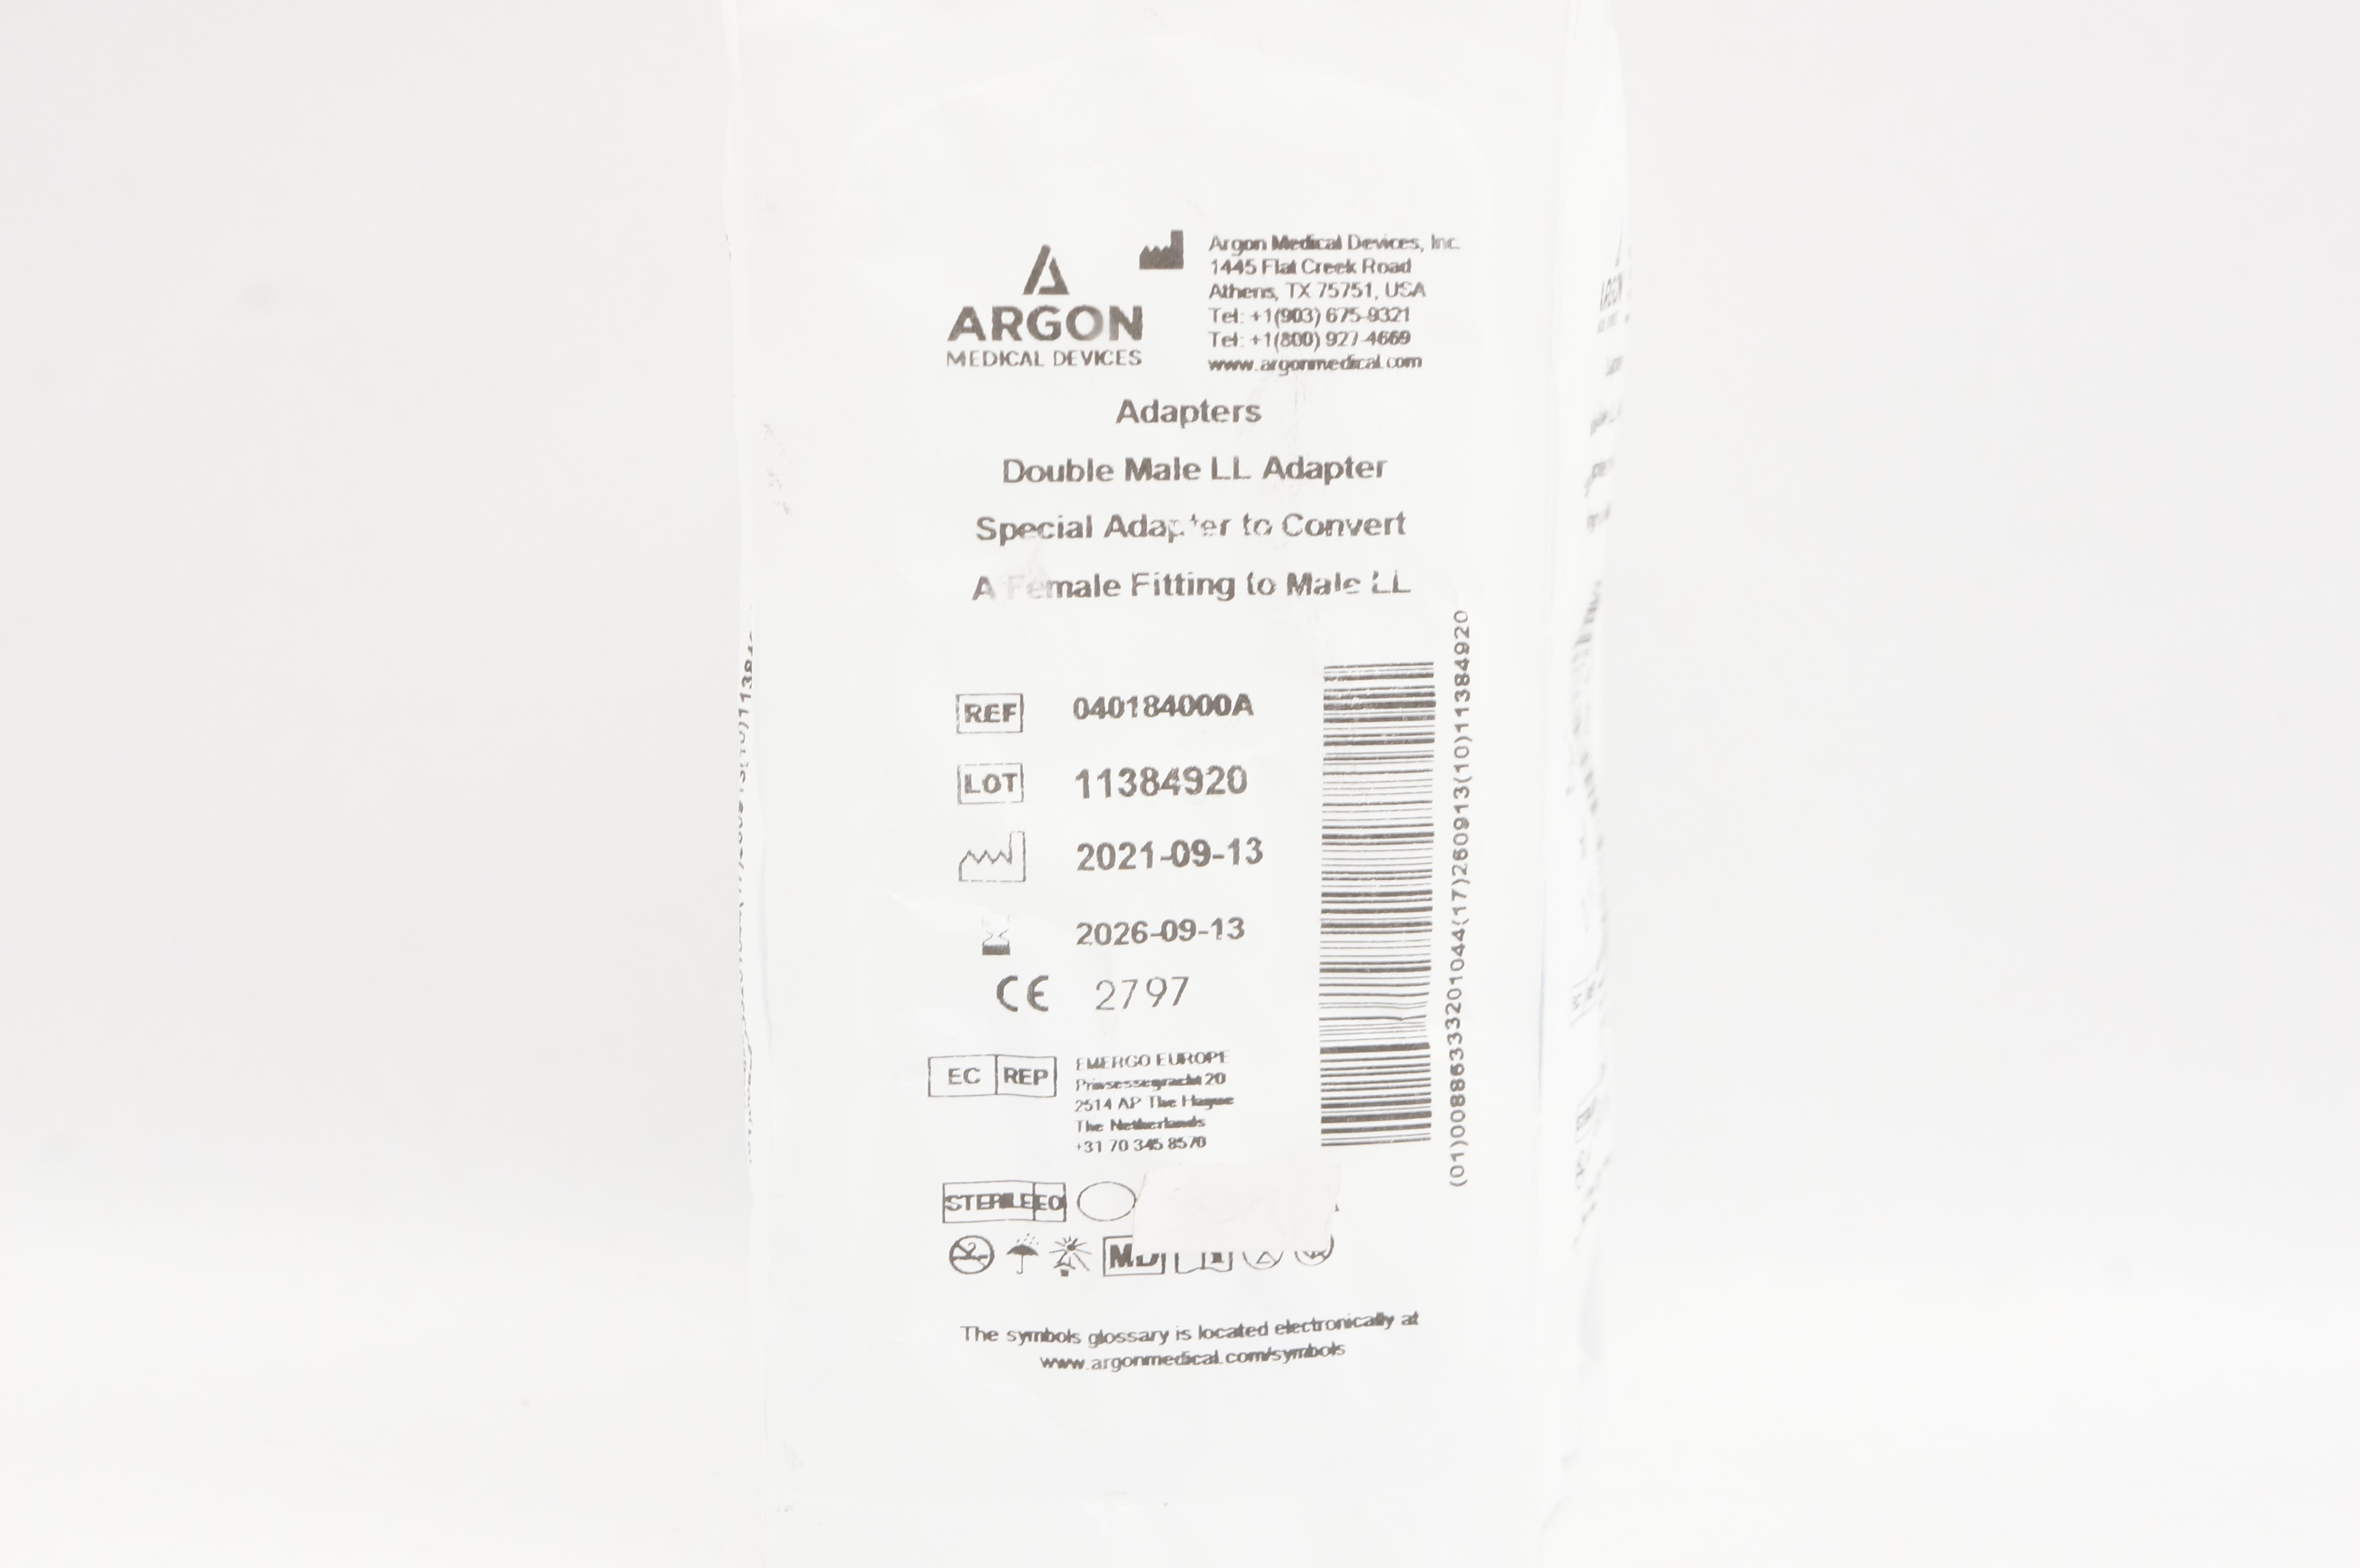 ARGON
MEDICAL DEVICES
Argon Medical Devices, Inc.
1445 Flat Creek Road
Athens, TX 75751, USA
Tel: +1(903) 675-9321
Tel: +1(800) 927-4669
www.argonmedical.com
Adapters
Double Male LL Adapter
Special Adapter to Convert
A Female Fitting to Male LL
REF 040184000A
LOT 11384920
2021-09-13
2026-09-13
CE 2797
EC REP
EMERGO EUROPE
Prinsessegracht 20
2514 AP The Hague
The Netherlands
+31 70 345 8570
(01)00886333201044(17)260913(10)11384920
STERILE EO
MD
The symbols glossary is located electronically at
www.argonmedical.com/symbols